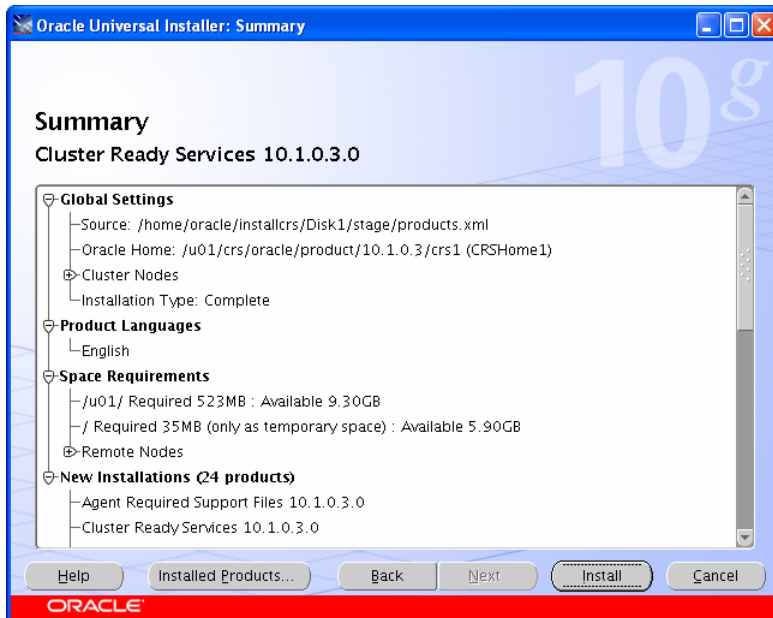 Oracle Universal Installer: Summary
10g
Summary
Cluster Ready Services 10.1.0.3.0
Global Settings
Source: /home/oracle/installcrs/Disk1/stage/products.xml
Oracle Home: /u01/crs/oracle/product/10.1.0.3/crs1 (CRSHome1)
Cluster Nodes
Installation Type: Complete
Product Languages
English
Space Requirements
/u01/ Required 523MB : Available 9.30GB
/ Required 35MB (only as temporary space) : Available 5.90GB
Remote Nodes
New Installations (24 products)
Agent Required Support Files 10.1.0.3.0
Cluster Ready Services 10.1.0.3.0
Help Installed Products... Back Next Install Cancel
ORACLE